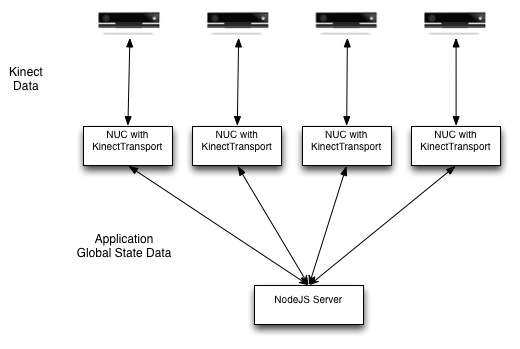 Kinect
Data
NUC with
KinectTransport
NUC with
KinectTransport
NUC with
KinectTransport
NUC with
KinectTransport
Application
Global State Data
NodeJS Server